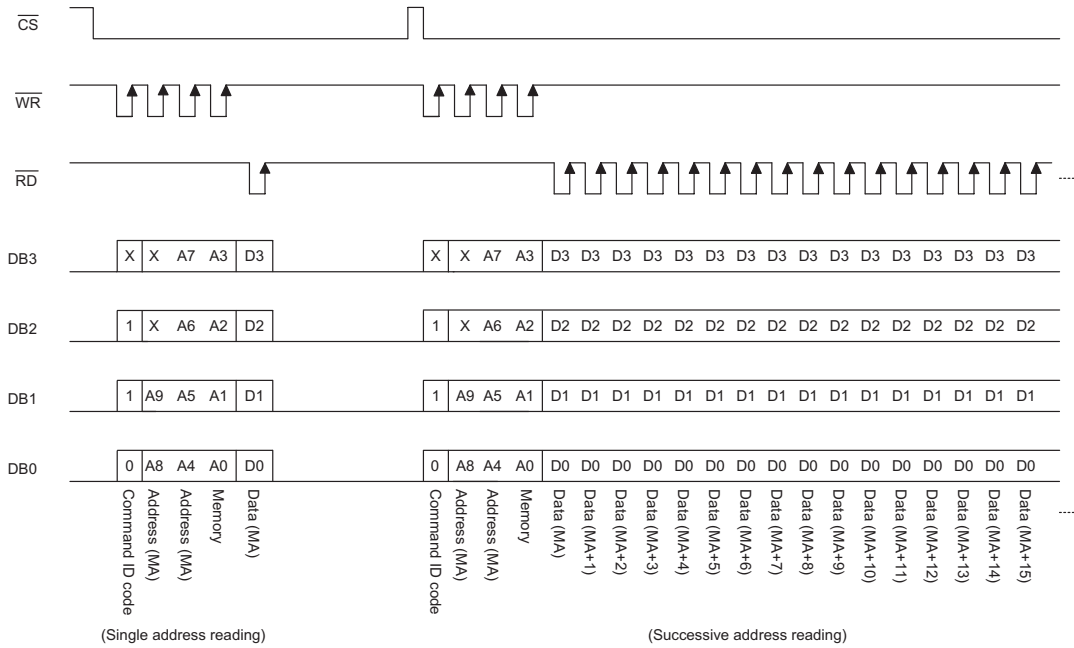 CS
WR
RD
DB3 X X A7 A3 D3 X X A7 A3 D3 D3 D3 D3 D3 D3 D3 D3 D3 D3 D3 D3 D3 D3 D3 D3
DB2 1 X A6 A2 D2 1 X A6 A2 D2 D2 D2 D2 D2 D2 D2 D2 D2 D2 D2 D2 D2 D2 D2 D2
DB1 1 A9 A5 A1 D1 1 A9 A5 A1 D1 D1 D1 D1 D1 D1 D1 D1 D1 D1 D1 D1 D1 D1 D1 D1
DB0 0 A8 A4 A0 D0 0 A8 A4 A0 D0 D0 D0 D0 D0 D0 D0 D0 D0 D0 D0 D0 D0 D0 D0 D0
Command ID code
Address (MA)
Address (MA)
Memory
Data (MA)
Command ID code
Address (MA)
Address (MA)
Memory
Data (MA)
Data (MA+1)
Data (MA+2)
Data (MA+3)
Data (MA+4)
Data (MA+5)
Data (MA+6)
Data (MA+7)
Data (MA+8)
Data (MA+9)
Data (MA+10)
Data (MA+11)
Data (MA+12)
Data (MA+13)
Data (MA+14)
Data (MA+15)
(Single address reading)
(Successive address reading)